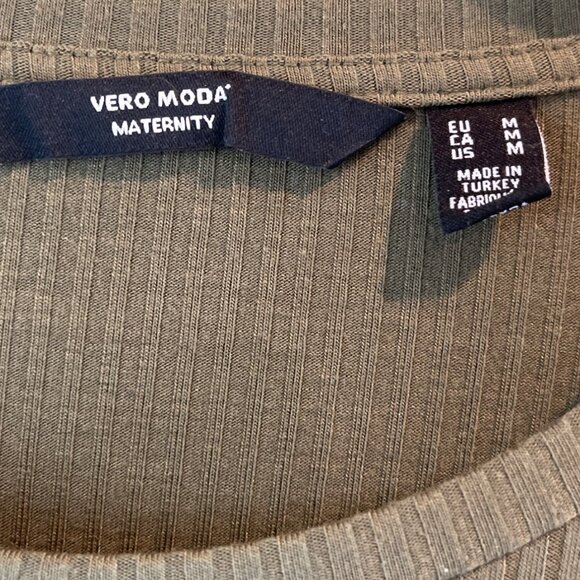 VERO MODA
MATERNITY
EU M
CA M
US M
MADE IN
TURKEY